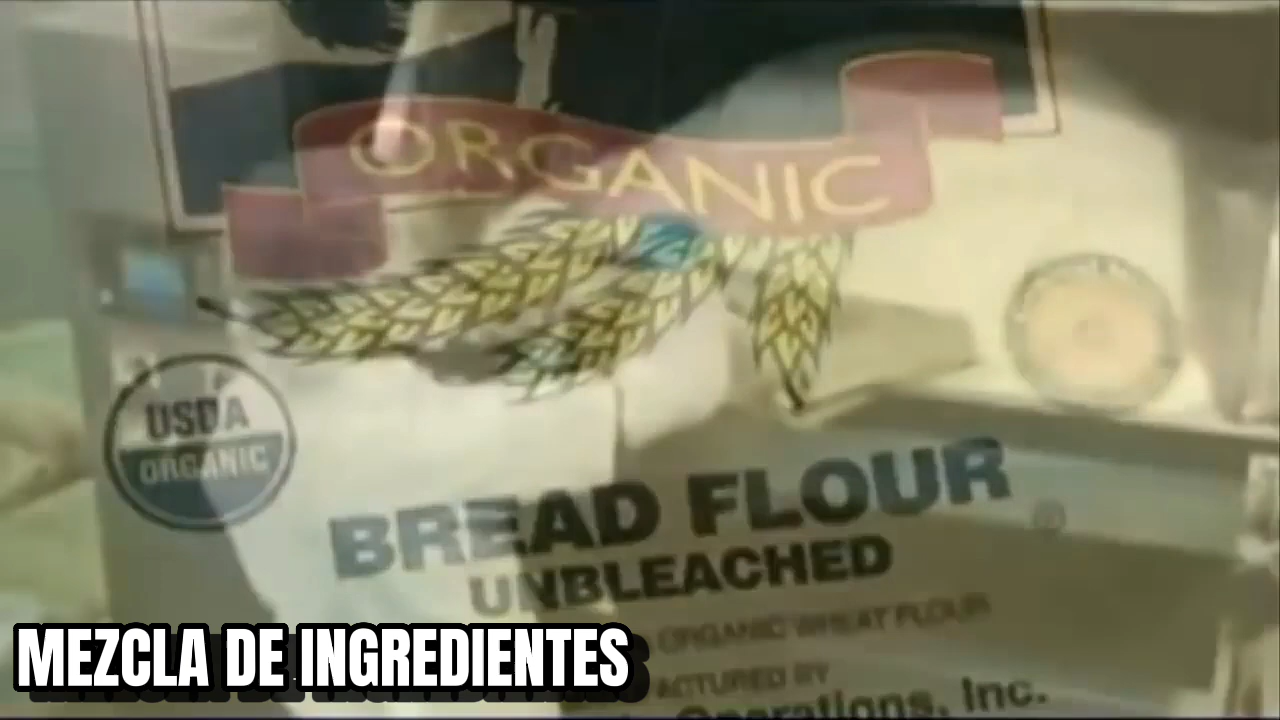 ORGANIC
USDA
ORGANIC
BREAD FLOUR
UNBLEACHED
ORGANIC WHEAT FLOUR
MEZCLA DE INGREDIENTES
Operations, Inc.